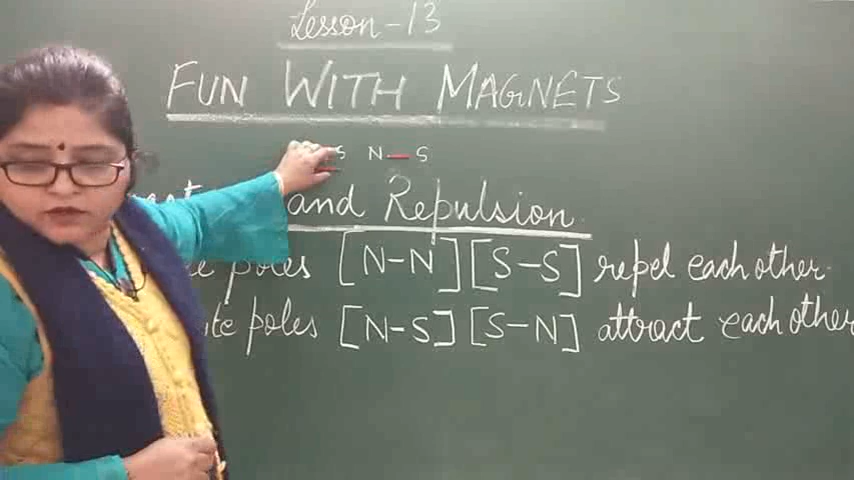 Lesson-13
FUN WITH MAGNETS
S N S
and Repulsion
poles [N-N] [S-S] repel each other.
poles [N-S] [S-N] attract each other